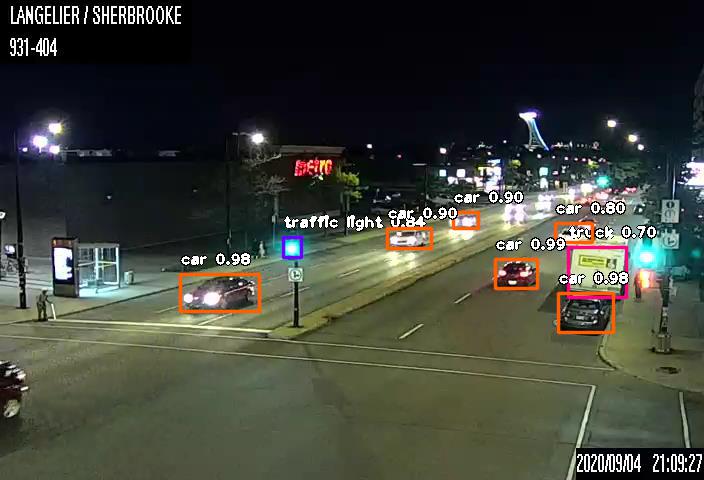 LANGELIER / SHERBROOKE
931-404
metro
car 0.90
car 0.80
traffic light 0.84
car 0.90
truck 0.70
car 0.99
car 0.98
car 0.98
2020/09/04 21:09:27